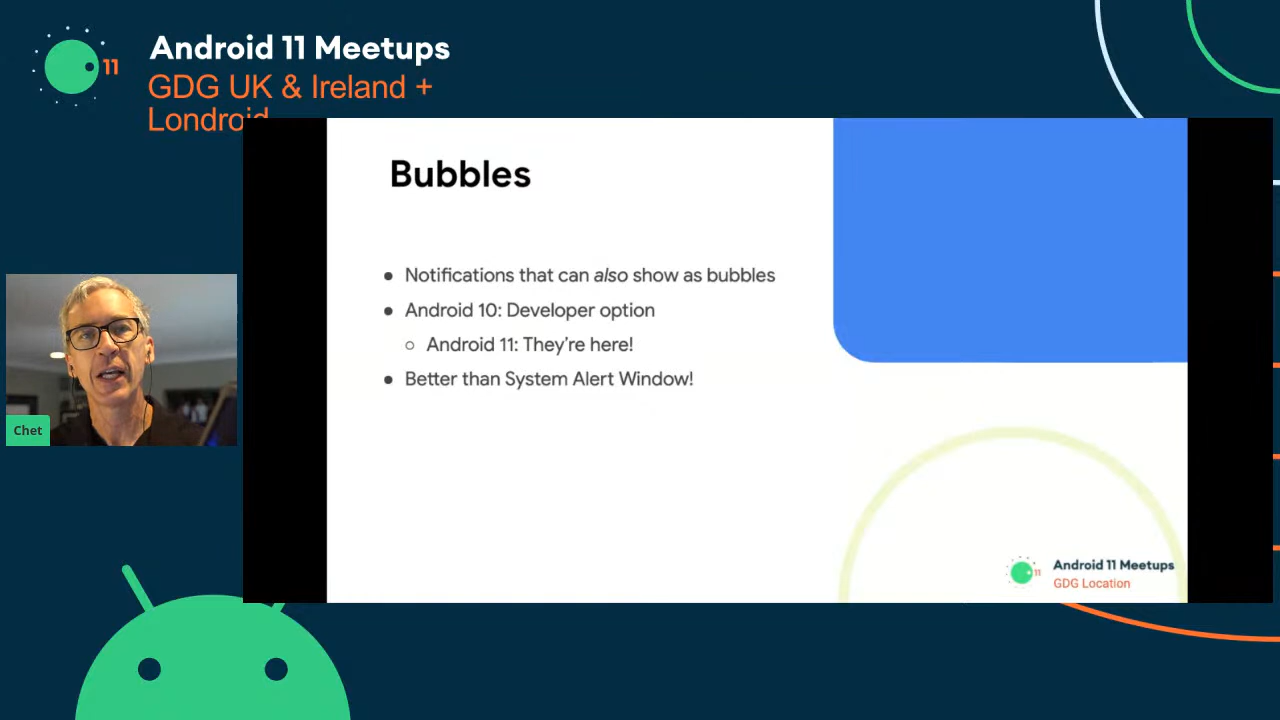 Android 11 Meetups
11
GDG UK & Ireland +
Londroid
Bubbles
Notifications that can also show as bubbles
Android 10: Developer option
Android 11: They're here!
Better than System Alert Window!
Chet
Android 11 Meetups
11
GDG Location